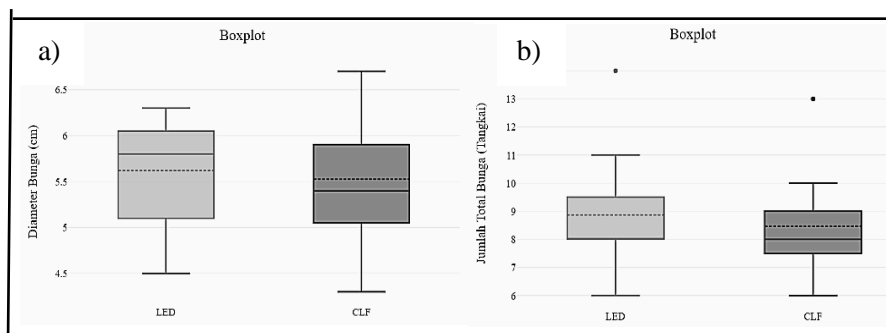 a)
Boxplot
Diameter Bunga (cm)
6.5
6
5.5
5
4.5
LED
CLF
b)
Boxplot
Jumlah Total Bunga (Tangkai)
13
11
10
9
8
7
6
LED
CLF